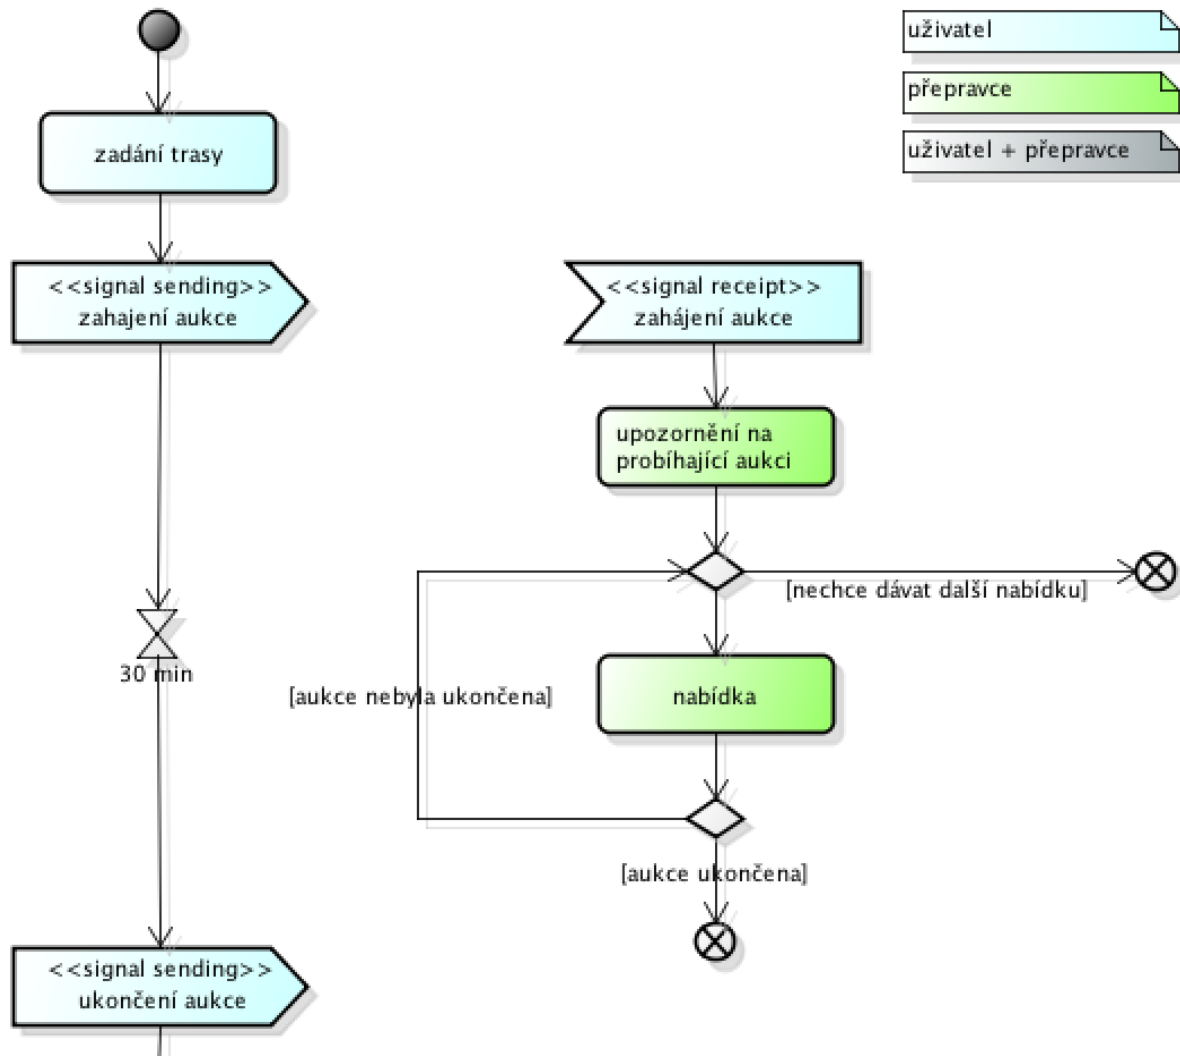 uživatel
přepravce
uživatel + přepravce
zadání trasy
<<signal sending>>
zahajení aukce
<<signal receipt>>
zahájení aukce
upozornění na
probíhající aukci
[nechce dávat další nabídku]
30 min
[aukce nebyla ukončena]
nabídka
[aukce ukončena]
<<signal sending>>
ukončení aukce